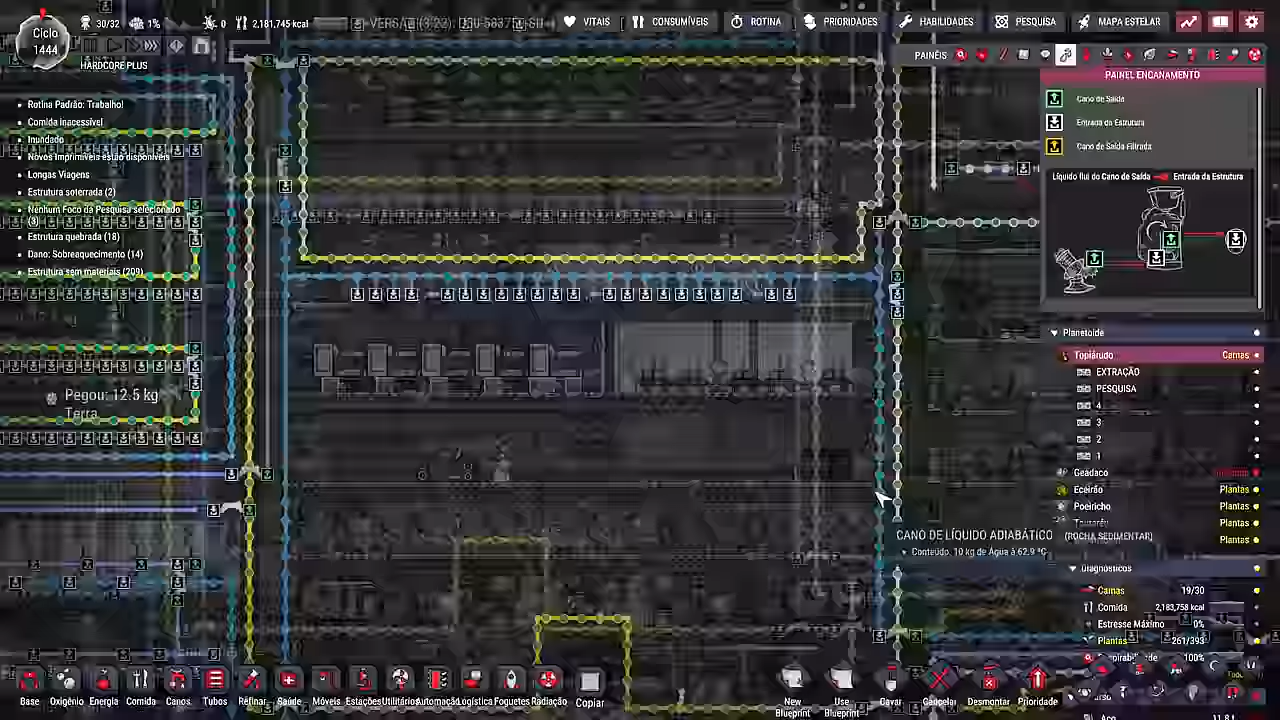 Ciclo
1444
30/32
1%
0
2,181,745 kcal
VITAIS
CONSUMÍVEIS
ROTINA
PRIORIDADES
HABILIDADES
PESQUISA
MAPA ESTELAR
HARDCORE PLUS
PAINÉIS
PAINEL ENCANAMENTO
Cano de Saída
Entrada da Estrutura
Cano de Saída Filtrada
Líquido flui do Cano de Saída
Entrada da Estrutura
Rotina Padrão: Trabalho!
Comida inacessível
Inundado
Novos Imprimíveis estão disponíveis
Longas Viagens
Estrutura soterrada (2)
Nenhum Foco da Pesquisa selecionado
(3)
Estrutura quebrada (18)
Dano: Sobreaquecimento (14)
Estrutura sem materiais (209)
Pegou: 12.5 kg
Terra
Planetoide
Topiárudo
Camas
EXTRAÇÃO
PESQUISA
4
3
2
1
Geadaco
Eceirão
Plantas
Poeiricho
Plantas
Plantas
Plantas
CANO DE LÍQUIDO ADIABÁTICO
(ROCHA SEDIMENTAR)
Conteúdo: 10 kg de Água à 62.9 ºC
Diagnósticos
Camas
19/30
Comida
2,183,758 kcal
Estresse Máximo
0%
Plantas
261/393
100%
Base
Oxigênio
Energia
Comida
Canos
Tubos
Refinar
Saúde
Móveis
Estações
Utilitários
Automação
Logística
Foguetes
Radiação
Copiar
New
Blueprint
Use
Blueprint
Cavar
Cancelar
Desmontar
Prioridade